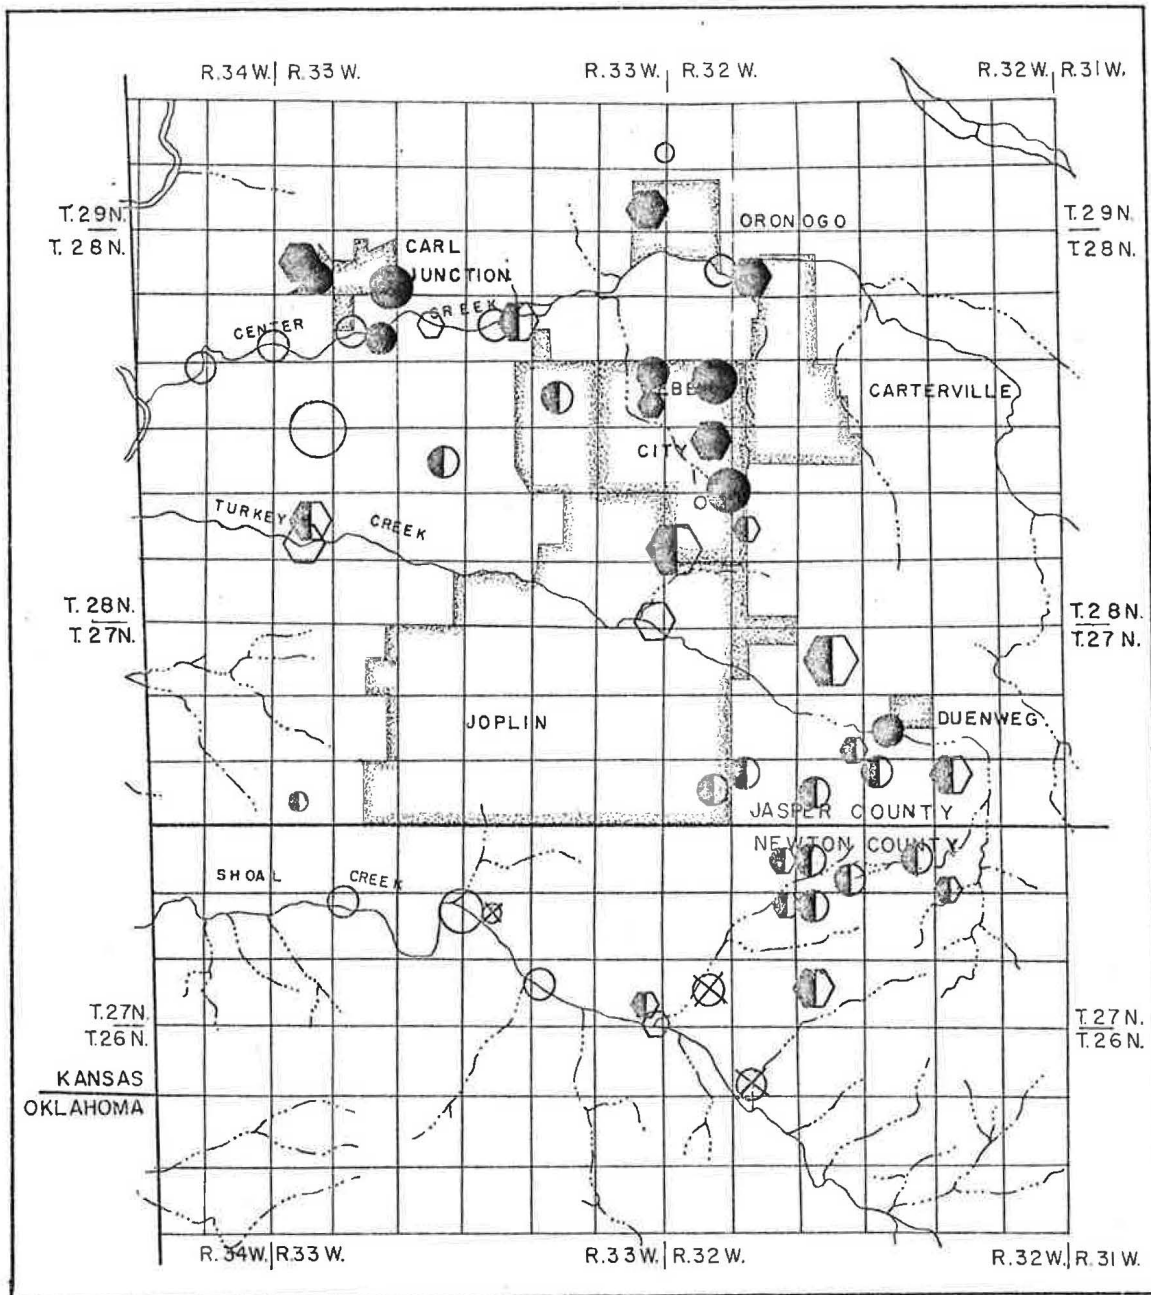 R.34W. R.33W. R.33W. R.32W. R.32W. R.31W.
T.29N.
T.28N.
T.29N.
T.28N.
ORONOGO
CARL
JUNCTION
CENTER CREEK
CARTERVILLE
CITY
TURKEY CREEK
T.28N.
T.27N.
T.28N.
T.27N.
JOPLIN
DUENWEG
JASPER COUNTY
NEWTON COUNTY
SHOAL CREEK
T.27N.
T.26N.
T.27N.
T.26N.
KANSAS
OKLAHOMA
R.34W. R.33W. R.33W. R.32W. R.32W. R.31W.